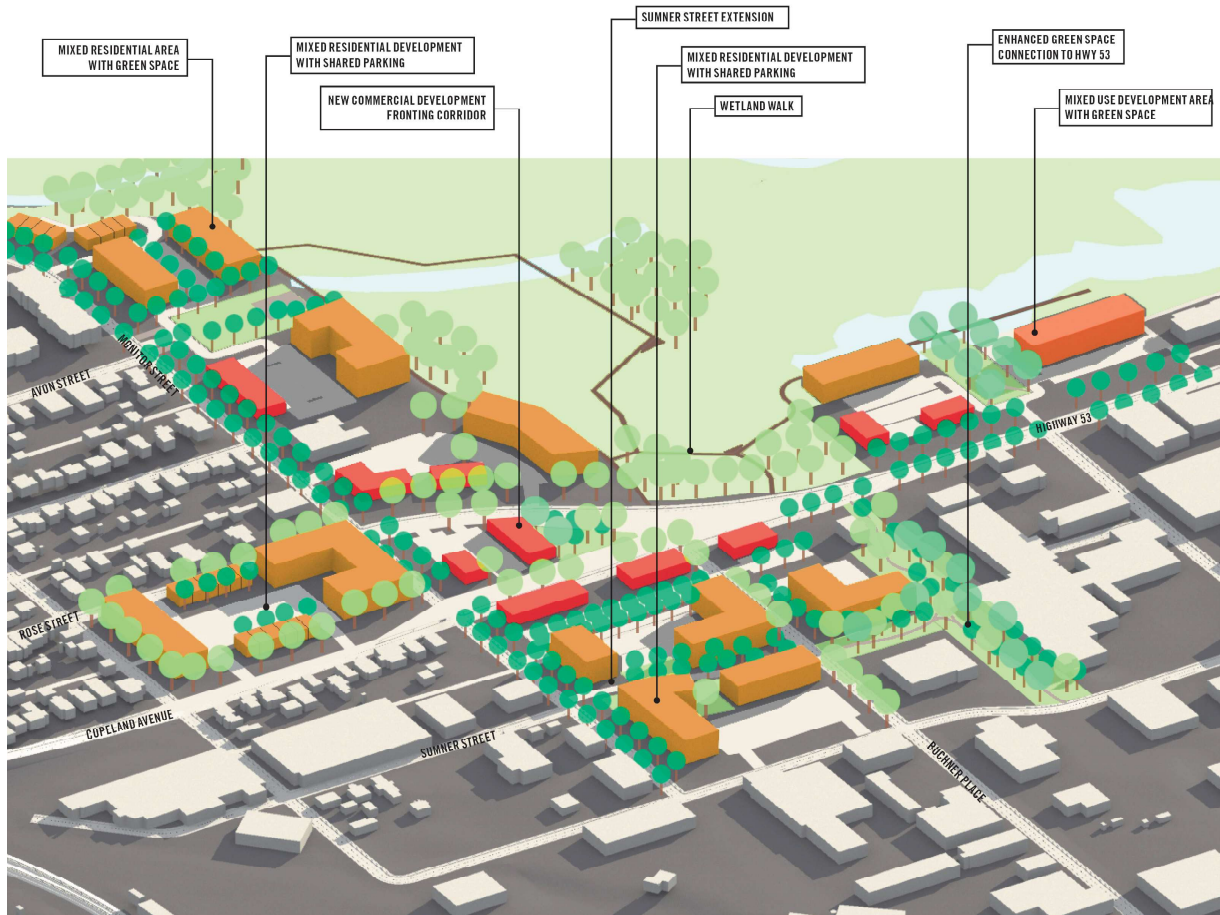 SUMNER STREET EXTENSION
MIXED RESIDENTIAL AREA
WITH GREEN SPACE
MIXED RESIDENTIAL DEVELOPMENT
WITH SHARED PARKING
MIXED RESIDENTIAL DEVELOPMENT
WITH SHARED PARKING
ENHANCED GREEN SPACE
CONNECTION TO HWY 53
NEW COMMERCIAL DEVELOPMENT
FRONTING CORRIDOR
WETLAND WALK
MIXED USE DEVELOPMENT AREA
WITH GREEN SPACE
MONITOR STREET
AVON STREET
HIGHWAY 53
ROSE STREET
COPELAND AVENUE
SUMNER STREET
BUCHNER PLACE